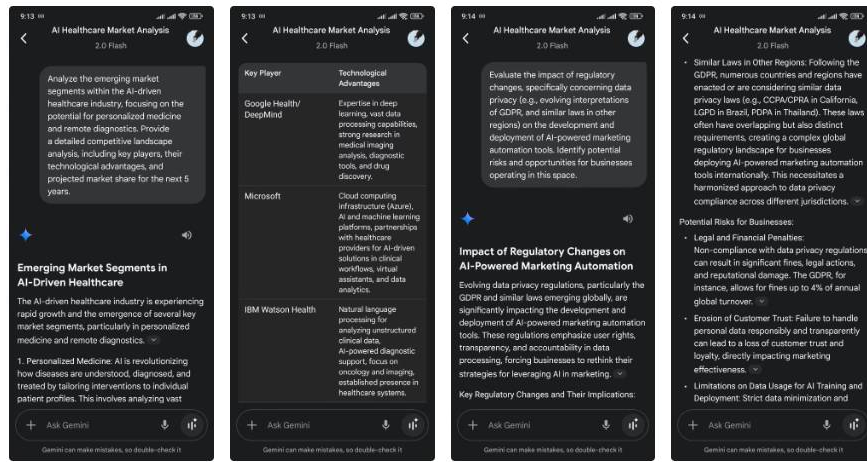 9:13
AI Healthcare Market Analysis
2.0 Flash
Analyze the emerging market
segments within the AI-driven
healthcare industry, focusing on the
potential for personalized medicine
and remote diagnostics. Provide
a detailed competitive landscape
analysis, including key players, their
technological advantages, and
projected market share for the next 5
years.
Emerging Market Segments in
AI-Driven Healthcare
The AI-driven healthcare industry is experiencing
rapid growth and the emergence of several key
market segments, particularly in personalized
medicine and remote diagnostics.
1. Personalized Medicine: AI is revolutionizing
how diseases are understood, diagnosed, and
treated by tailoring interventions to individual
patient profiles. This involves analyzing vast
Ask Gemini
Gemini can make mistakes, so double-check it
9:13
AI Healthcare Market Analysis
2.0 Flash
Key Player
Technological
Advantages
Google Health/
DeepMind
Expertise in deep
learning, vast data
processing capabilities,
strong research in
medical imaging
analysis, diagnostic
tools, and drug
discovery.
Microsoft
Cloud computing
infrastructure (Azure),
AI and machine learning
platforms, partnerships
with healthcare
providers for AI-driven
solutions in clinical
workflows, virtual
assistants, and data
analytics.
IBM Watson Health
Natural language
processing for
analyzing unstructured
clinical data,
AI-powered diagnostic
support, focus on
oncology and imaging,
established presence in
healthcare systems.
Ask Gemini
Gemini can make mistakes, so double-check it
9:14
AI Healthcare Market Analysis
2.0 Flash
Evaluate the impact of regulatory
changes, specifically concerning data
privacy (e.g., evolving interpretations
of GDPR, and similar laws in other
regions) on the development and
deployment of AI-powered marketing
automation tools. Identify potential
risks and opportunities for businesses
operating in this space.
Impact of Regulatory Changes on
AI-Powered Marketing Automation
Evolving data privacy regulations, particularly the
GDPR and similar laws emerging globally, are
significantly impacting the development and
deployment of AI-powered marketing automation
tools. These regulations emphasize user rights,
transparency, and accountability in data
processing, forcing businesses to rethink their
strategies for leveraging AI in marketing.
Key Regulatory Changes and Their Implications:
Ask Gemini
Gemini can make mistakes, so double-check it
9:14
AI Healthcare Market Analysis
2.0 Flash
• Similar Laws in Other Regions: Following the
GDPR, numerous countries and regions have
enacted or are considering similar data
privacy laws (e.g., CCPA/CPRA in California,
LGPD in Brazil, PDPA in Thailand). These laws
often have overlapping but also distinct
requirements, creating a complex global
regulatory landscape for businesses
deploying AI-powered marketing automation
tools internationally. This necessitates a
harmonized approach to data privacy
compliance across different jurisdictions.
Potential Risks for Businesses:
• Legal and Financial Penalties:
Non-compliance with data privacy regulations
can result in significant fines, legal actions,
and reputational damage. The GDPR, for
instance, allows for fines up to 4% of annual
global turnover.
• Erosion of Customer Trust: Failure to handle
personal data responsibly and transparently
can lead to a loss of customer trust and
loyalty, directly impacting marketing
effectiveness.
• Limitations on Data Usage for AI Training and
Deployment: Strict data minimization and
Ask Gemini
Gemini can make mistakes, so double-check it